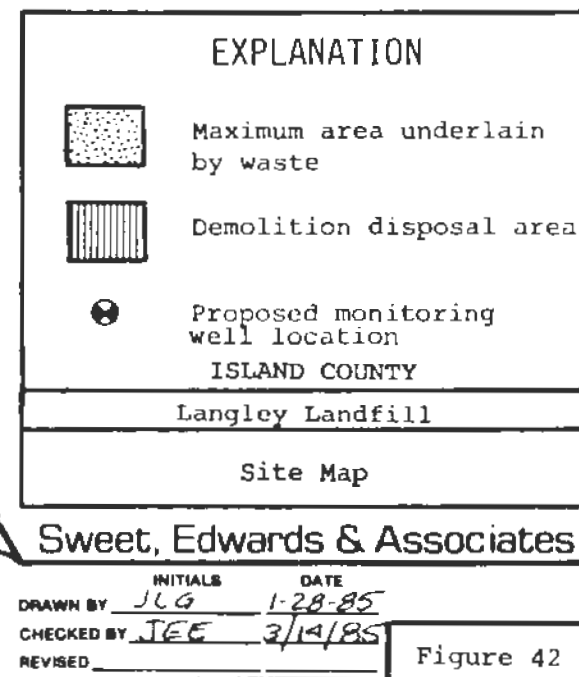 EXPLANATION
Maximum area underlain
by waste
Demolition disposal area
Proposed monitoring
well location
ISLAND COUNTY
Langley Landfill
Site Map
Sweet, Edwards & Associates
INITIALS DATE
DRAWN BY JLG 1-28-85
CHECKED BY JEE 3/14/85
REVISED
Figure 42